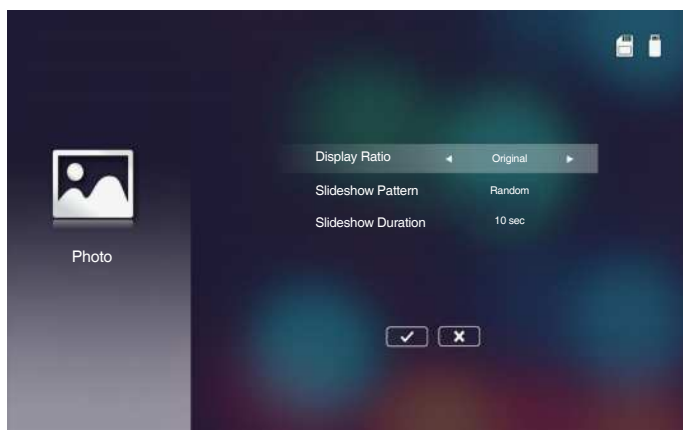 Display Ratio Original
Slideshow Pattern Random
Slideshow Duration 10 sec
Photo